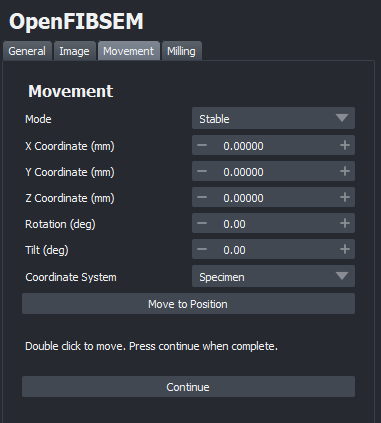 OpenFIBSEM
General Image Movement Milling
Movement
Mode Stable
X Coordinate (mm) − 0.00000 +
Y Coordinate (mm) − 0.00000 +
Z Coordinate (mm) − 0.00000 +
Rotation (deg) − 0.00 +
Tilt (deg) − 0.00 +
Coordinate System Specimen
Move to Position
Double click to move. Press continue when complete.
Continue